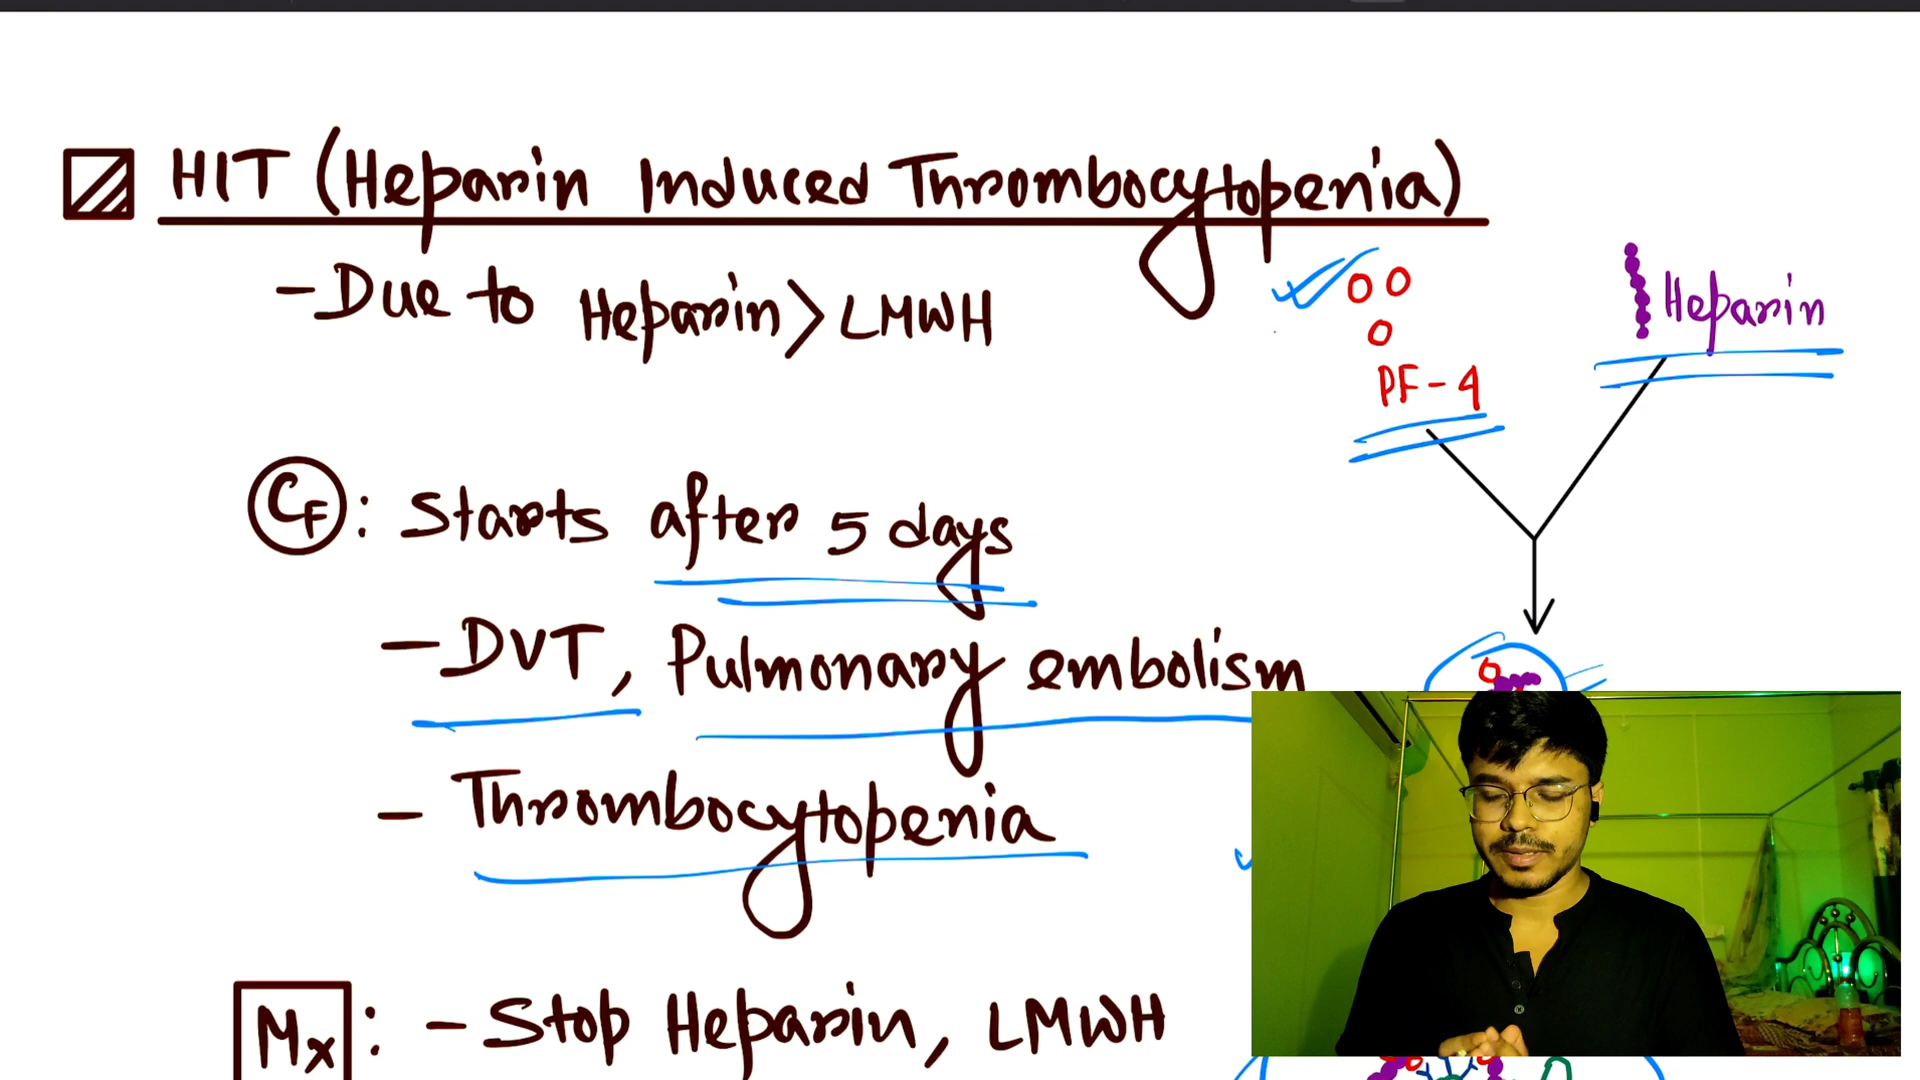 HIT (Heparin Induced Thrombocytopenia)
- Due to Heparin > LMWH
Heparin
PF-4
CF : Starts after 5 days
- DVT, Pulmonary embolism
- Thrombocytopenia
Mx : - Stop Heparin, LMWH